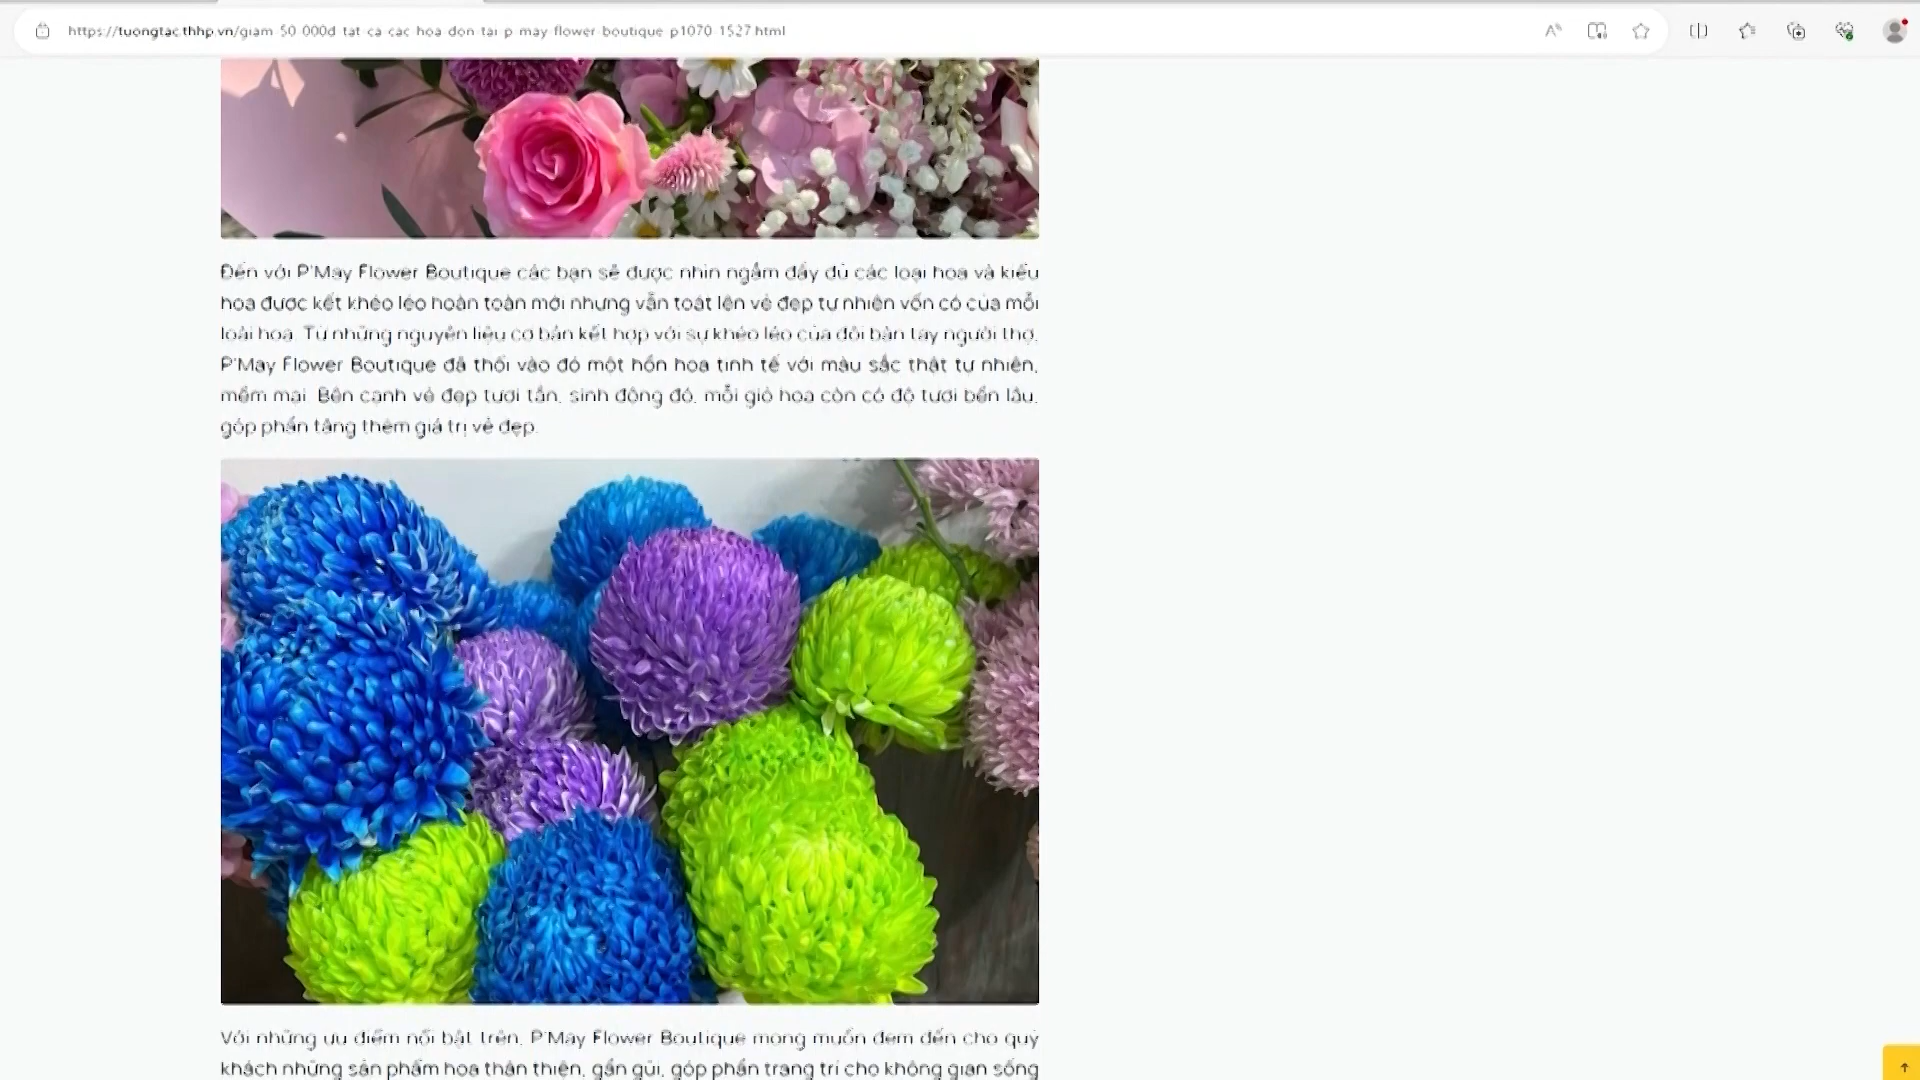 https://tuongtac.thhp.vn/giam-50-000d-tat-ca-cac-hoa-don-tai-p-may-flower-boutique-p1070-1527.html
Đến với P'May Flower Boutique các bạn sẽ được nhìn ngắm đầy đủ các loại hoa và kiểu
hoa được kết khéo léo hoàn toàn mới nhưng vẫn toát lên vẻ đẹp tự nhiên vốn có của mỗi
loài hoa. Từ những nguyên liệu cơ bản kết hợp với sự khéo léo của đôi bàn tay người thợ,
P'May Flower Boutique đã thổi vào đó một hồn hoa tinh tế với màu sắc thật tự nhiên,
mềm mại. Bên cạnh vẻ đẹp tươi tắn, sinh động đó, mỗi giỏ hoa còn có độ tươi bền lâu,
góp phần tăng thêm giá trị vẻ đẹp.
Với những ưu điểm nổi bật trên, P'May Flower Boutique mong muốn đem đến cho quý
khách những sản phẩm hoa thân thiện, gần gũi, góp phần trang trí cho không gian sống